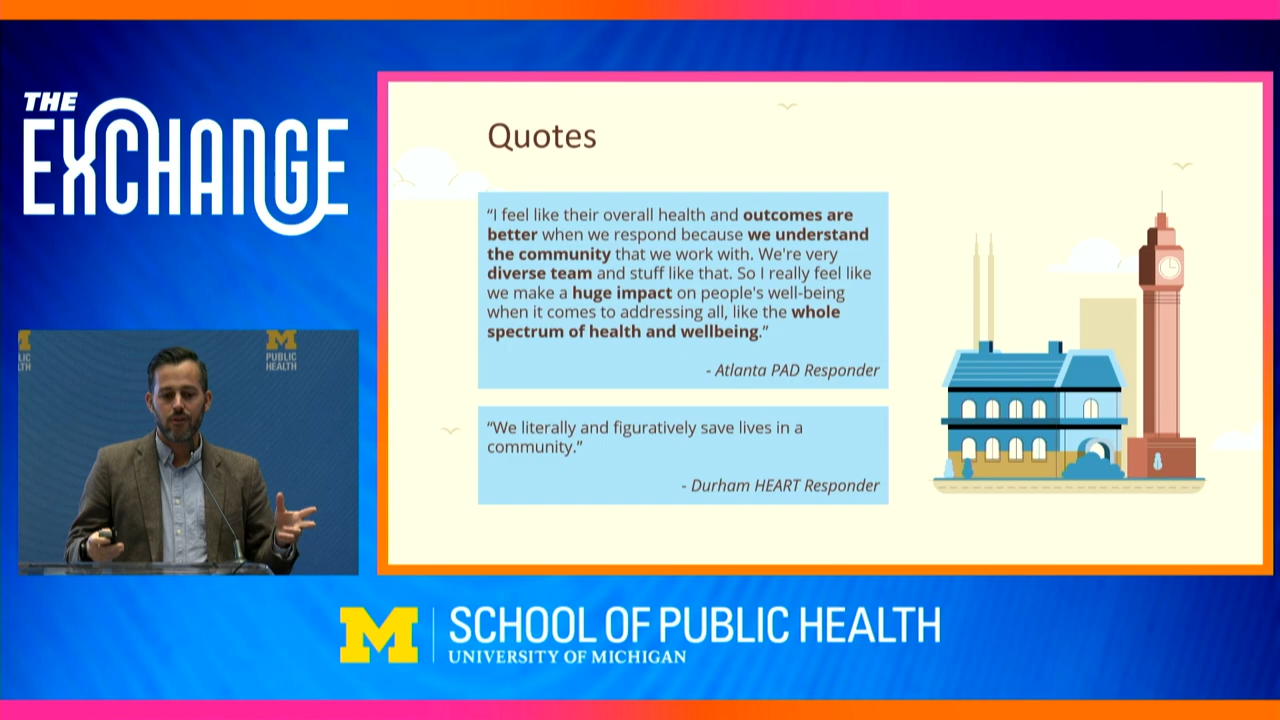 THE
EXCHANGE
Quotes
“I feel like their overall health and outcomes are
better when we respond because we understand
the community that we work with. We're very
diverse team and stuff like that. So I really feel like
we make a huge impact on people's well-being
when it comes to addressing all, like the whole
spectrum of health and wellbeing.”
- Atlanta PAD Responder
“We literally and figuratively save lives in a
community.”
- Durham HEART Responder
M
LIC
LTH
M
PUBLIC
HEALTH
M
SCHOOL OF PUBLIC HEALTH
UNIVERSITY OF MICHIGAN